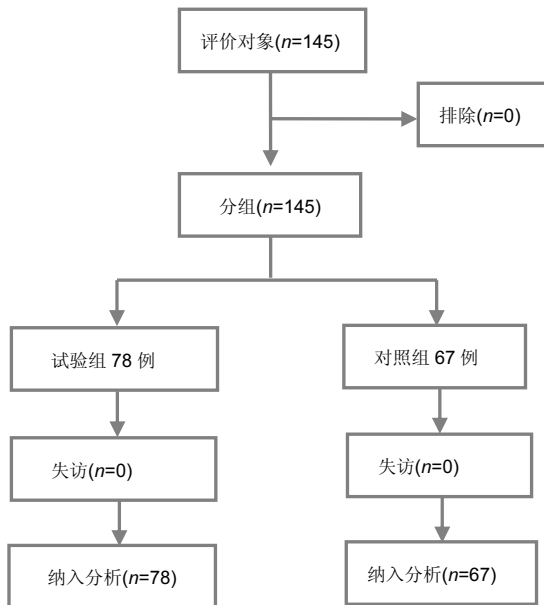 评价对象(n=145)
排除(n=0)
分组(n=145)
试验组 78 例
对照组 67 例
失访(n=0)
失访(n=0)
纳入分析(n=78)
纳入分析(n=67)